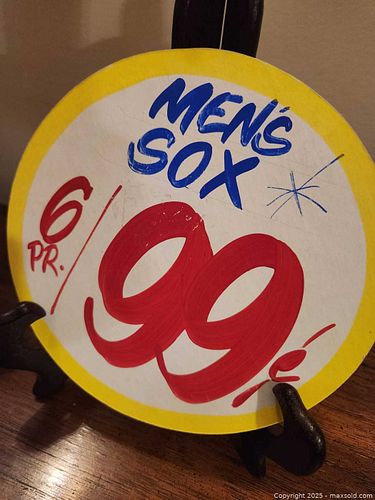 MEN'S
SOX
6 PR. / 99¢
Copyright 2025 - maxsold.com